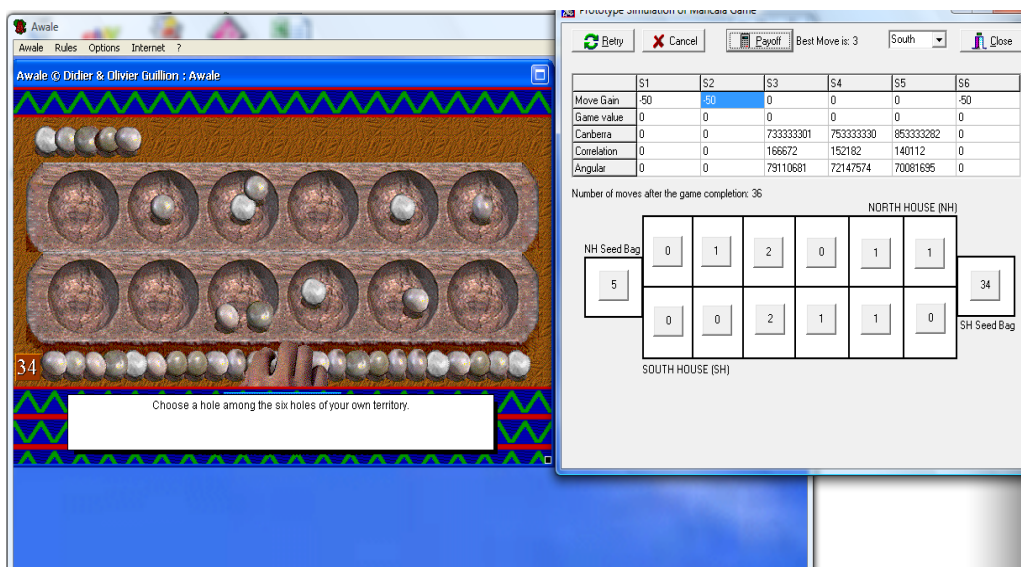 Awale
Awale Rules Options Internet ?
Awale © Didier & Olivier Guillion : Awale
34
Choose a hole among the six holes of your own territory.
Prototype Simulation of Mancala Game
Retry Cancel Payoff Best Move is: 3 South Close
S1 S2 S3 S4 S5 S6
Move Gain -50 -50 0 0 0 -50
Game value 0 0 0 0 0 0
Canberra 0 0 733333301 753333330 853333282 0
Correlation 0 0 166672 152182 140112 0
Angular 0 0 79110681 72147574 70081695 0
Number of moves after the game completion: 36
NORTH HOUSE (NH)
NH Seed Bag
0 1 2 0 1 1
5 34
0 0 2 1 1 0
SH Seed Bag
SOUTH HOUSE (SH)